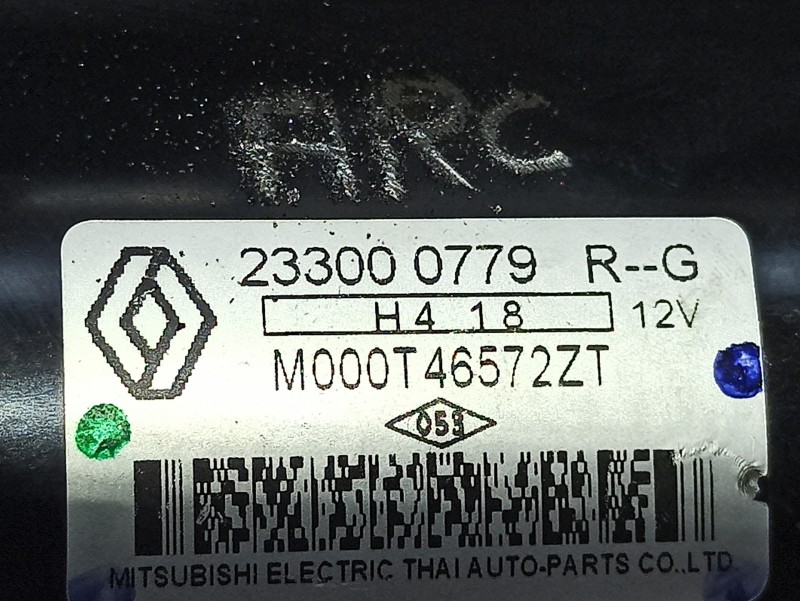 ARC
23300 0779 R--G
H4 18 12V
M000T46572ZT
053
MITSUBISHI ELECTRIC THAI AUTO-PARTS CO.,LTD.